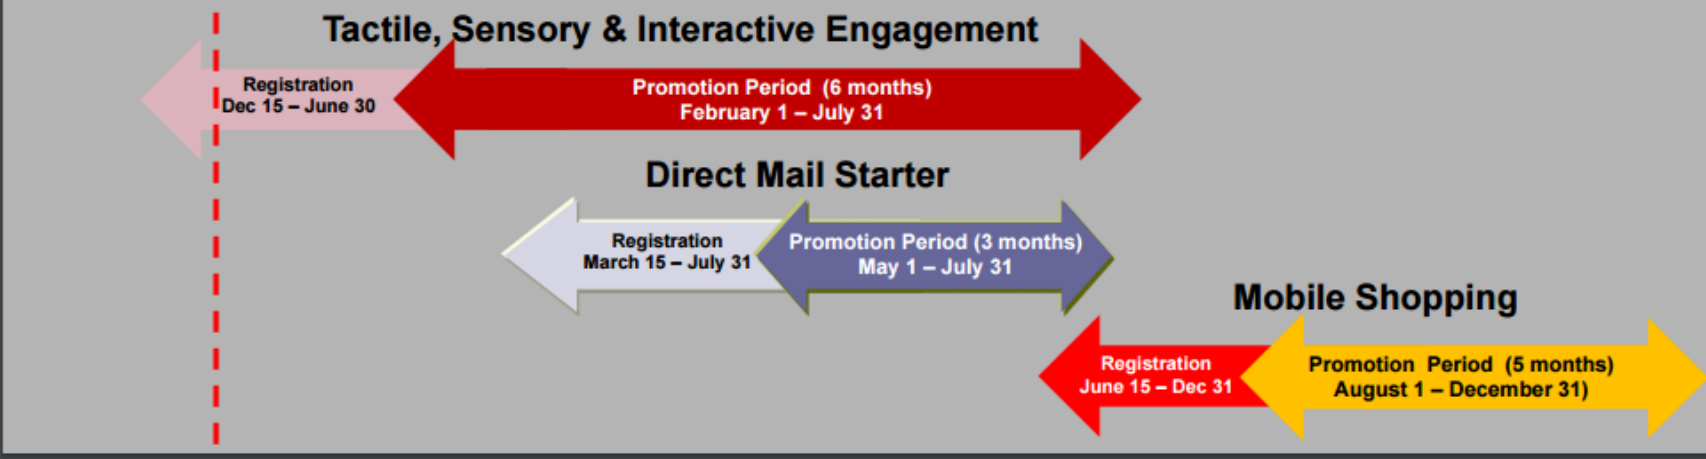 Tactile, Sensory & Interactive Engagement
Registration
Dec 15 – June 30
Promotion Period (6 months)
February 1 – July 31
Direct Mail Starter
Registration
March 15 – July 31
Promotion Period (3 months)
May 1 – July 31
Mobile Shopping
Registration
June 15 – Dec 31
Promotion Period (5 months)
August 1 – December 31)